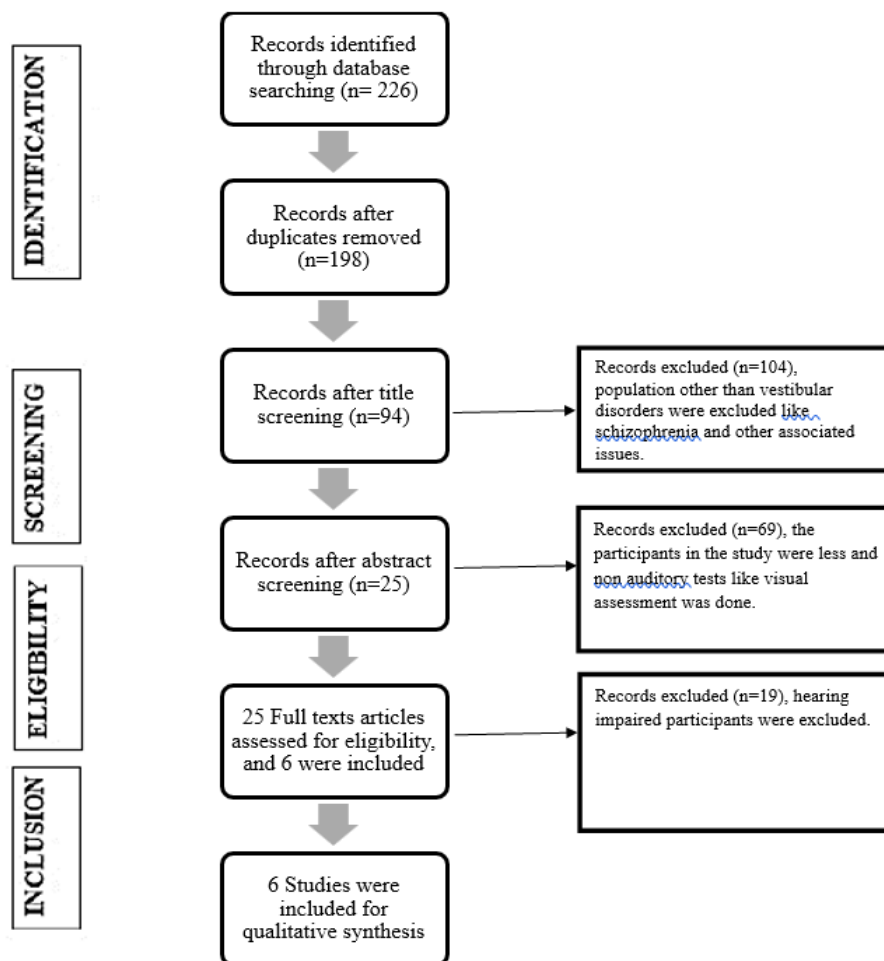 IDENTIFICATION
Records identified
through database
searching (n= 226)
Records after
duplicates removed
(n=198)
SCREENING
Records after title
screening (n=94)
Records excluded (n=104),
population other than vestibular
disorders were excluded like
schizophrenia and other associated
issues.
Records after abstract
screening (n=25)
Records excluded (n=69), the
participants in the study were less and
non auditory tests like visual
assessment was done.
ELIGIBILITY
25 Full texts articles
assessed for eligibility,
and 6 were included
Records excluded (n=19), hearing
impaired participants were excluded.
INCLUSION
6 Studies were
included for
qualitative synthesis